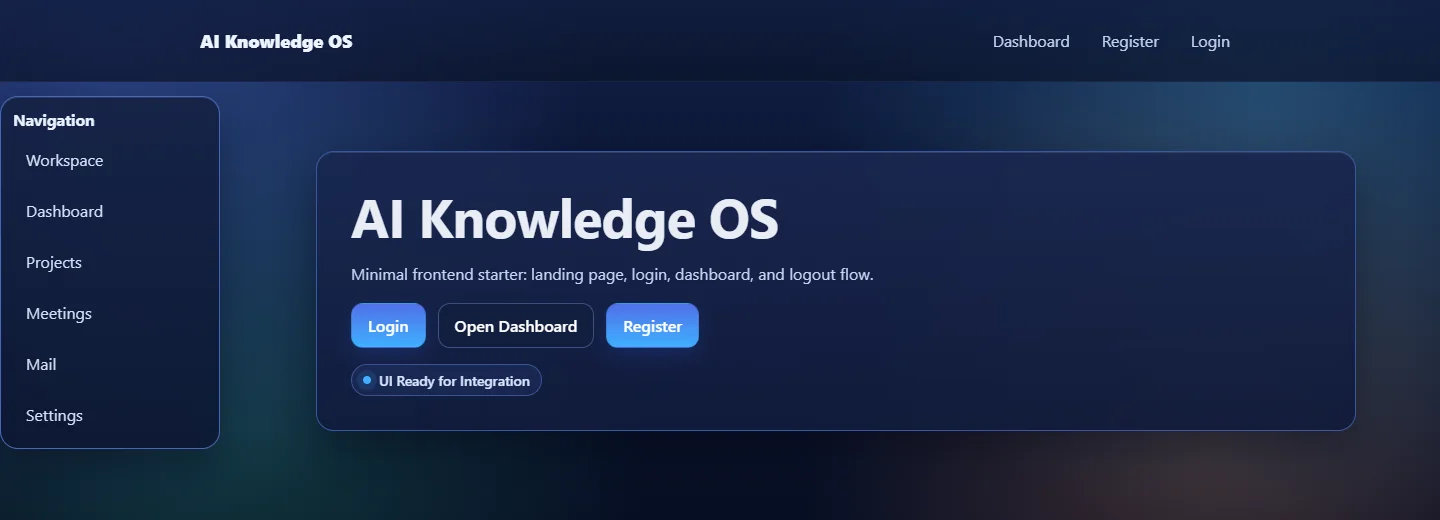 AI Knowledge OS
Dashboard Register Login
Navigation
Workspace
Dashboard
Projects
Meetings
Mail
Settings
AI Knowledge OS
Minimal frontend starter: landing page, login, dashboard, and logout flow.
Login Open Dashboard Register
UI Ready for Integration